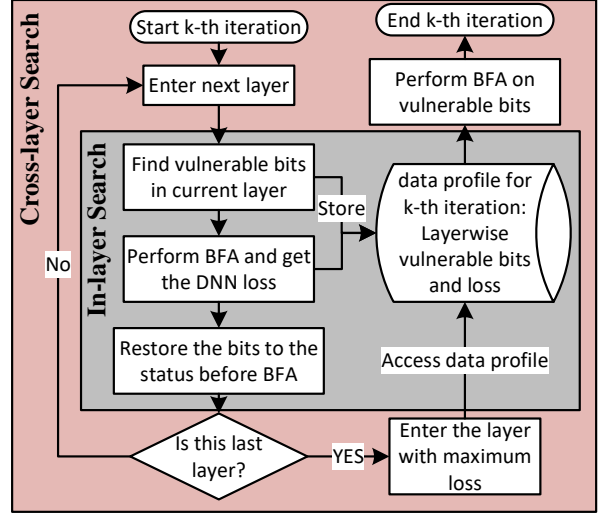 Cross-layer Search
In-layer Search
Start k-th iteration
Enter next layer
Find vulnerable bits
in current layer
Store
Perform BFA and get
the DNN loss
Restore the bits to the
status before BFA
Is this last
layer?
No
YES
Enter the layer
with maximum
loss
Access data profile
data profile for
k-th iteration:
Layerwise
vulnerable bits
and loss
Perform BFA on
vulnerable bits
End k-th iteration